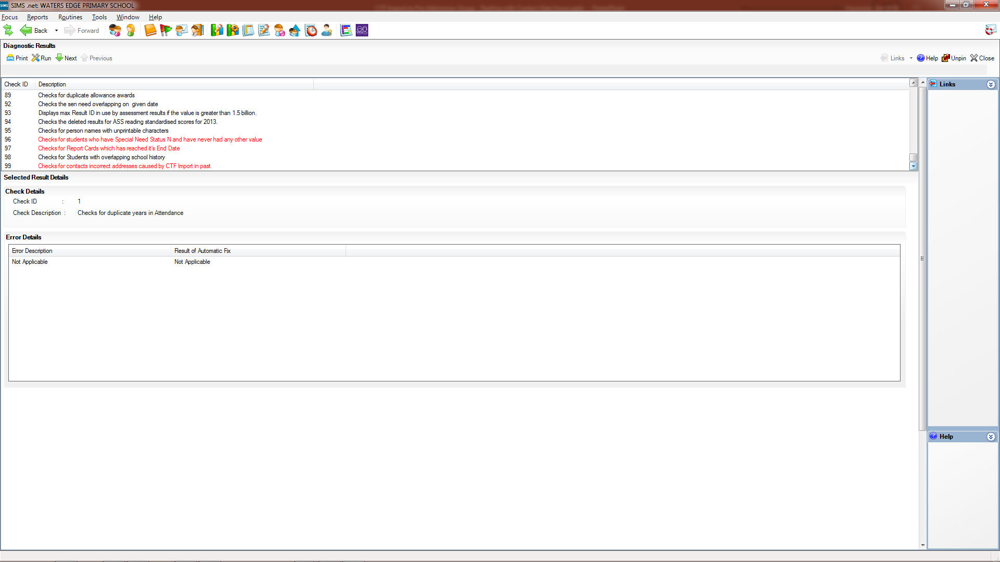 SIMS SIMS .net: WATERS EDGE PRIMARY SCHOOL
Focus Reports Routines Tools Window Help
Back Forward
Diagnostic Results
Print Run Next Previous Links Help Unpin Close
Check ID Description
89 Checks for duplicate allowance awards
92 Checks the sen need overlapping on given date
93 Displays max Result ID in use by assessment results if the value is greater than 1.5 billion.
94 Checks the deleted results for ASS reading standardised scores for 2013.
95 Checks for person names with unprintable characters
96 Checks for students who have Special Need Status N and have never had any other value
97 Checks for Report Cards which has reached it's End Date
98 Checks for Students with overlapping school history
99 Checks for contacts incorrect addresses caused by CTF Import in past
Links
Selected Result Details
Check Details
Check ID : 1
Check Description : Checks for duplicate years in Attendance
Error Details
Error Description Result of Automatic Fix
Not Applicable Not Applicable
Help